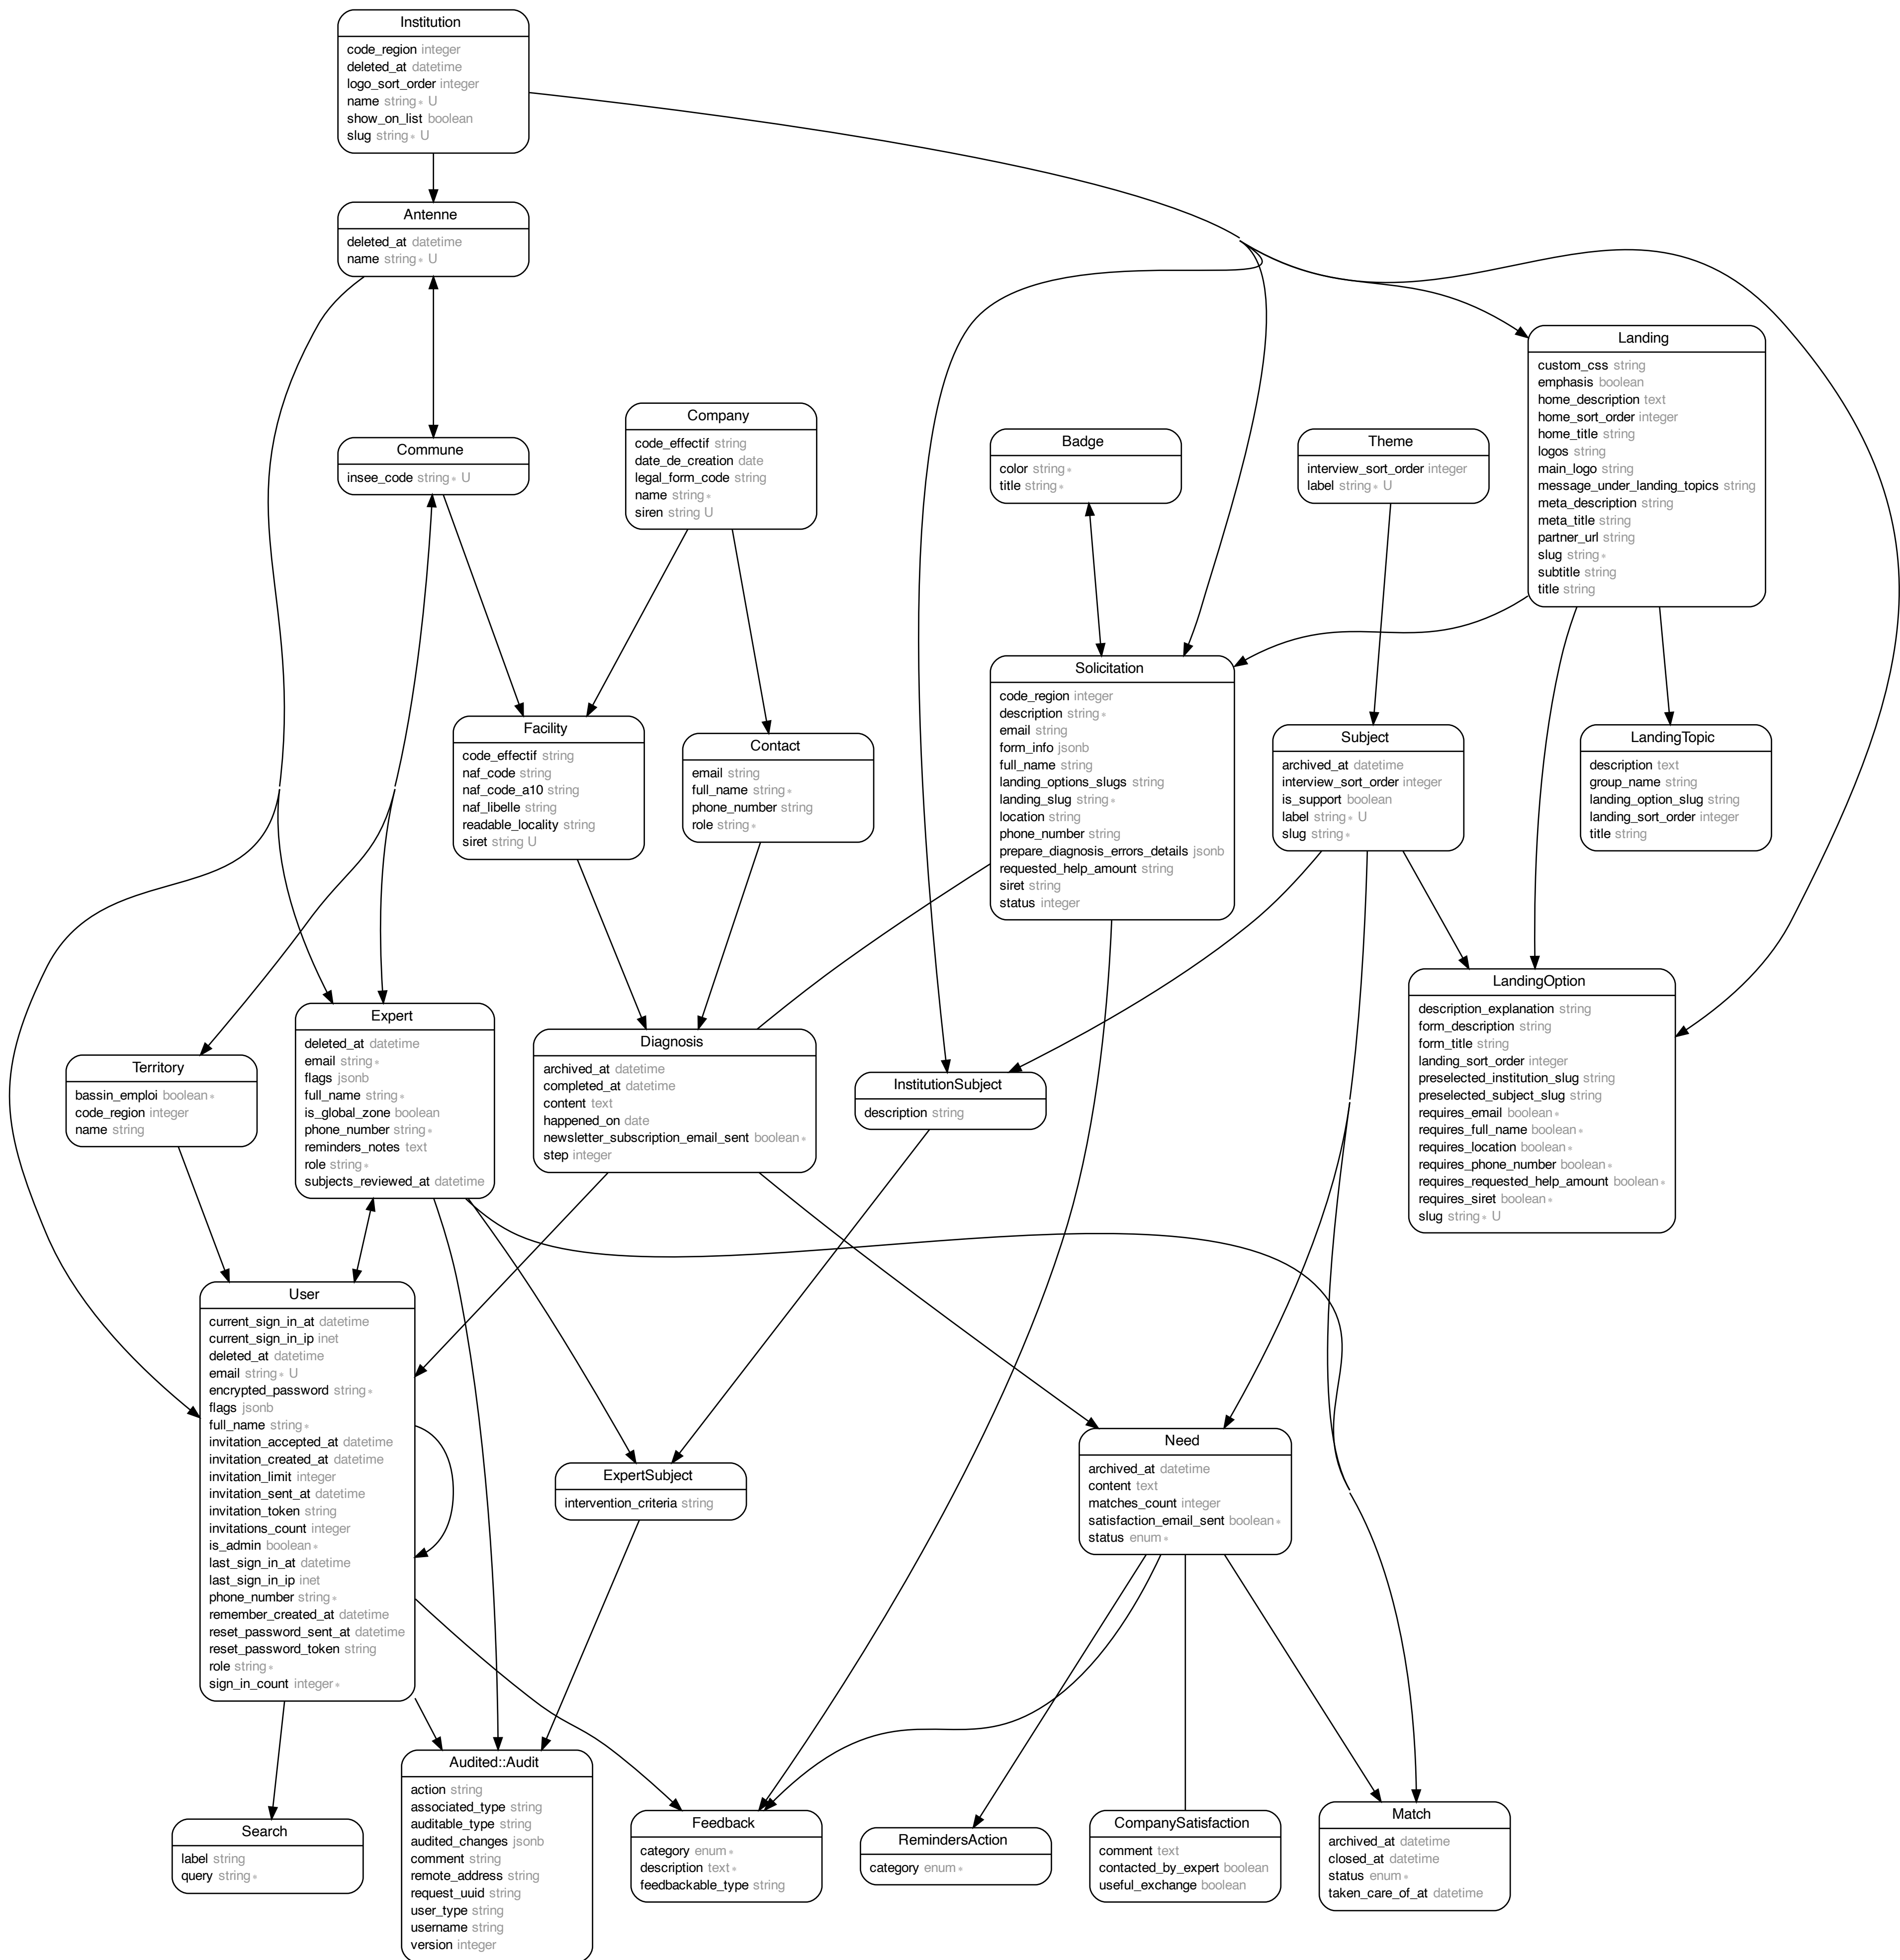 Institution
code_region integer
deleted_at datetime
logo_sort_order integer
name string∗ U
show_on_list boolean
slug string∗ U
Antenne
deleted_at datetime
name string∗ U
Landing
custom_css string
emphasis boolean
home_description text
home_sort_order integer
home_title string
logos string
main_logo string
message_under_landing_topics string
meta_description string
meta_title string
partner_url string
slug string∗
subtitle string
title string
Company
code_effectif string
date_de_creation date
legal_form_code string
name string∗
siren string U
Badge
color string∗
title string∗
Theme
interview_sort_order integer
label string∗ U
Commune
insee_code string∗ U
Solicitation
code_region integer
description string∗
email string
form_info jsonb
full_name string
landing_options_slugs string
landing_slug string∗
location string
phone_number string
prepare_diagnosis_errors_details jsonb
requested_help_amount string
siret string
status integer
Facility
code_effectif string
naf_code string
naf_code_a10 string
naf_libelle string
readable_locality string
siret string U
Contact
email string
full_name string∗
phone_number string
role string∗
Subject
archived_at datetime
interview_sort_order integer
is_support boolean
label string∗ U
slug string∗
LandingTopic
description text
group_name string
landing_option_slug string
landing_sort_order integer
title string
LandingOption
description_explanation string
form_description string
form_title string
landing_sort_order integer
preselected_institution_slug string
preselected_subject_slug string
requires_email boolean∗
requires_full_name boolean∗
requires_location boolean∗
requires_phone_number boolean∗
requires_requested_help_amount boolean∗
requires_siret boolean∗
slug string∗ U
Expert
deleted_at datetime
email string∗
flags jsonb
full_name string∗
is_global_zone boolean
phone_number string∗
reminders_notes text
role string∗
subjects_reviewed_at datetime
Diagnosis
archived_at datetime
completed_at datetime
content text
happened_on date
newsletter_subscription_email_sent boolean∗
step integer
Territory
bassin_emploi boolean∗
code_region integer
name string
InstitutionSubject
description string
User
current_sign_in_at datetime
current_sign_in_ip inet
deleted_at datetime
email string∗ U
encrypted_password string∗
flags jsonb
full_name string∗
invitation_accepted_at datetime
invitation_created_at datetime
invitation_limit integer
invitation_sent_at datetime
invitation_token string
invitations_count integer
is_admin boolean∗
last_sign_in_at datetime
last_sign_in_ip inet
phone_number string∗
remember_created_at datetime
reset_password_sent_at datetime
reset_password_token string
role string∗
sign_in_count integer∗
Need
archived_at datetime
content text
matches_count integer
satisfaction_email_sent boolean∗
status enum∗
ExpertSubject
intervention_criteria string
Audited::Audit
action string
associated_type string
auditable_type string
audited_changes jsonb
comment string
remote_address string
request_uuid string
user_type string
username string
version integer
Search
label string
query string∗
Feedback
category enum∗
description text∗
feedbackable_type string
RemindersAction
category enum∗
CompanySatisfaction
comment text
contacted_by_expert boolean
useful_exchange boolean
Match
archived_at datetime
closed_at datetime
status enum∗
taken_care_of_at datetime